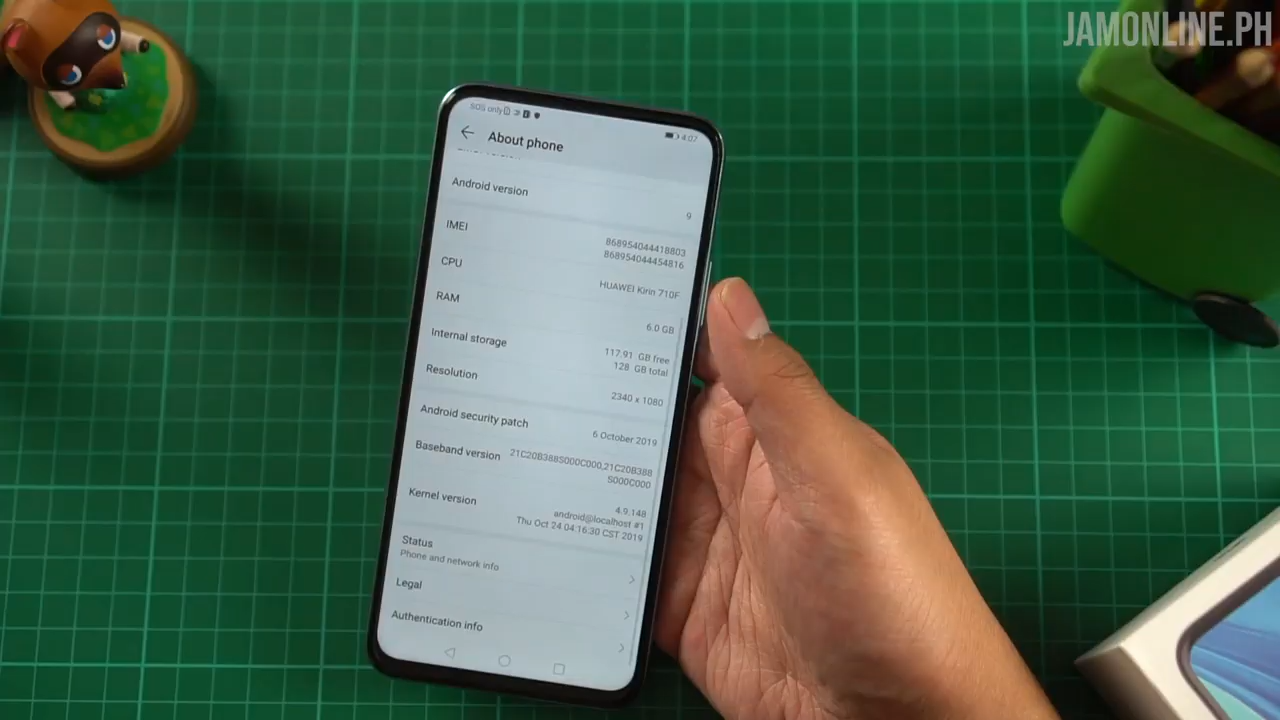 JAMONLINE.PH
SOS only
4:07
About phone
Android version
9
IMEI
868954044418803
868954044454816
CPU
HUAWEI Kirin 710F
RAM
6.0 GB
Internal storage
117.91 GB free
128 GB total
Resolution
2340 x 1080
Android security patch
6 October 2019
Baseband version
21C20B388S000C000,21C20B388
S000C000
Kernel version
4.9.148
android@localhost #1
Thu Oct 24 04:16:30 CST 2019
Status
Phone and network info
Legal
Authentication info